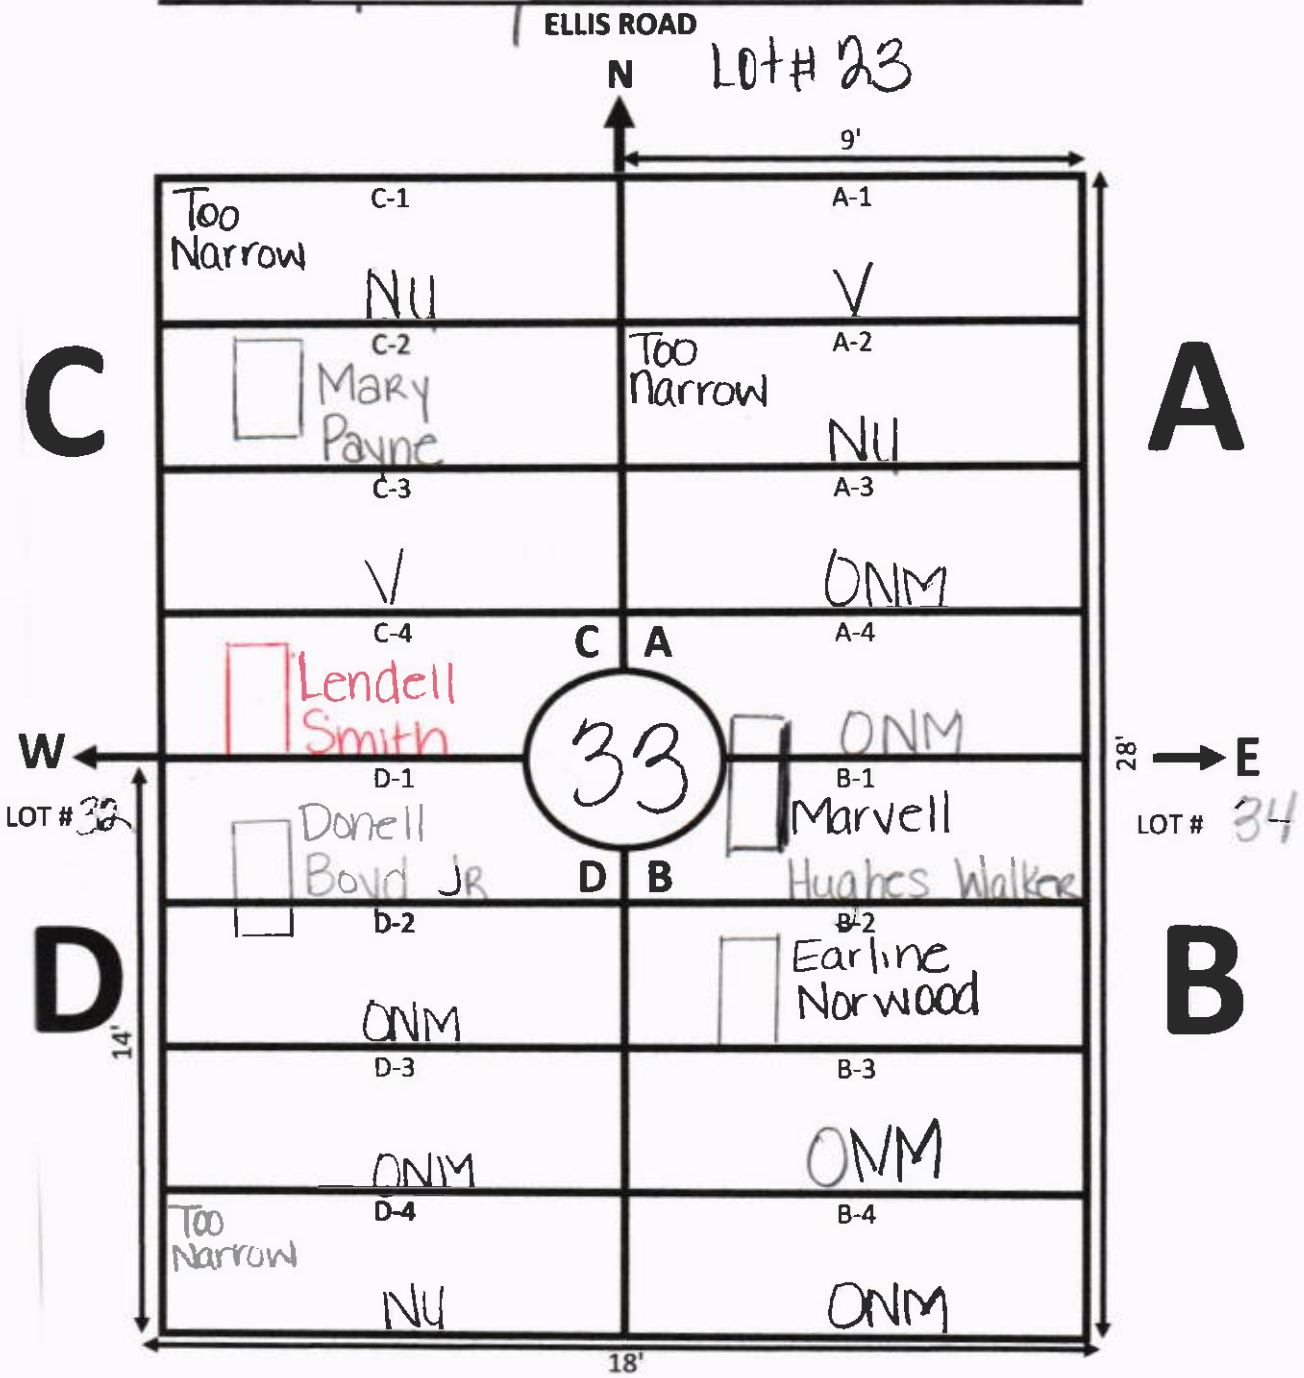 ELLIS ROAD
N
Lot# 23
9'
C-1
A-1
Too
Narrow
NU
V
C
A
C-2
Mary
Payne
A-2
Too
Narrow
NU
C-3
V
A-3
ONM
C-4
Lendell
Smith
C A
A-4
ONM
W
33
28'
E
LOT # 32
LOT # 34
D-1
Donell
Boyd JR
B-1
Marvell
Hughes Walker
D B
D
B
14'
D-2
ONM
B-2
Earline
Norwood
D-3
ONM
B-3
ONM
D-4
Too
Narrow
NU
B-4
ONM
18'